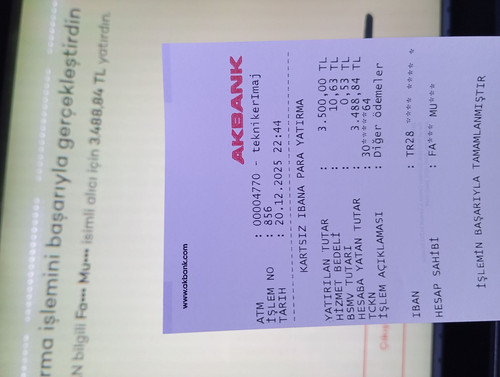 rma işlemini başarıyla gerçekleştirdin
N bilgili Fa*** Mu*** isimli alıcı için 3.488,84 TL yatırdın.
AKBANK
www.akbank.com
ATM : 00004770 - teknikerImaj
İŞLEM NO : 856
TARİH : 20.12.2025 22:44
KARTSIZ IBANA PARA YATIRMA
YATIRILAN TUTAR : 3.500,00 TL
HİZMET BEDELİ : 10,63 TL
BSMV TUTARI : 0,53 TL
HESABA YATAN TUTAR : 3.488,84 TL
TCKN : 30*******64
İŞLEM AÇIKLAMASI : Diğer ödemeler
IBAN : TR28 **** **** *
HESAP SAHİBİ : FA*** MU***
İŞLEMİN BAŞARIYLA TAMAMLANMIŞTIR